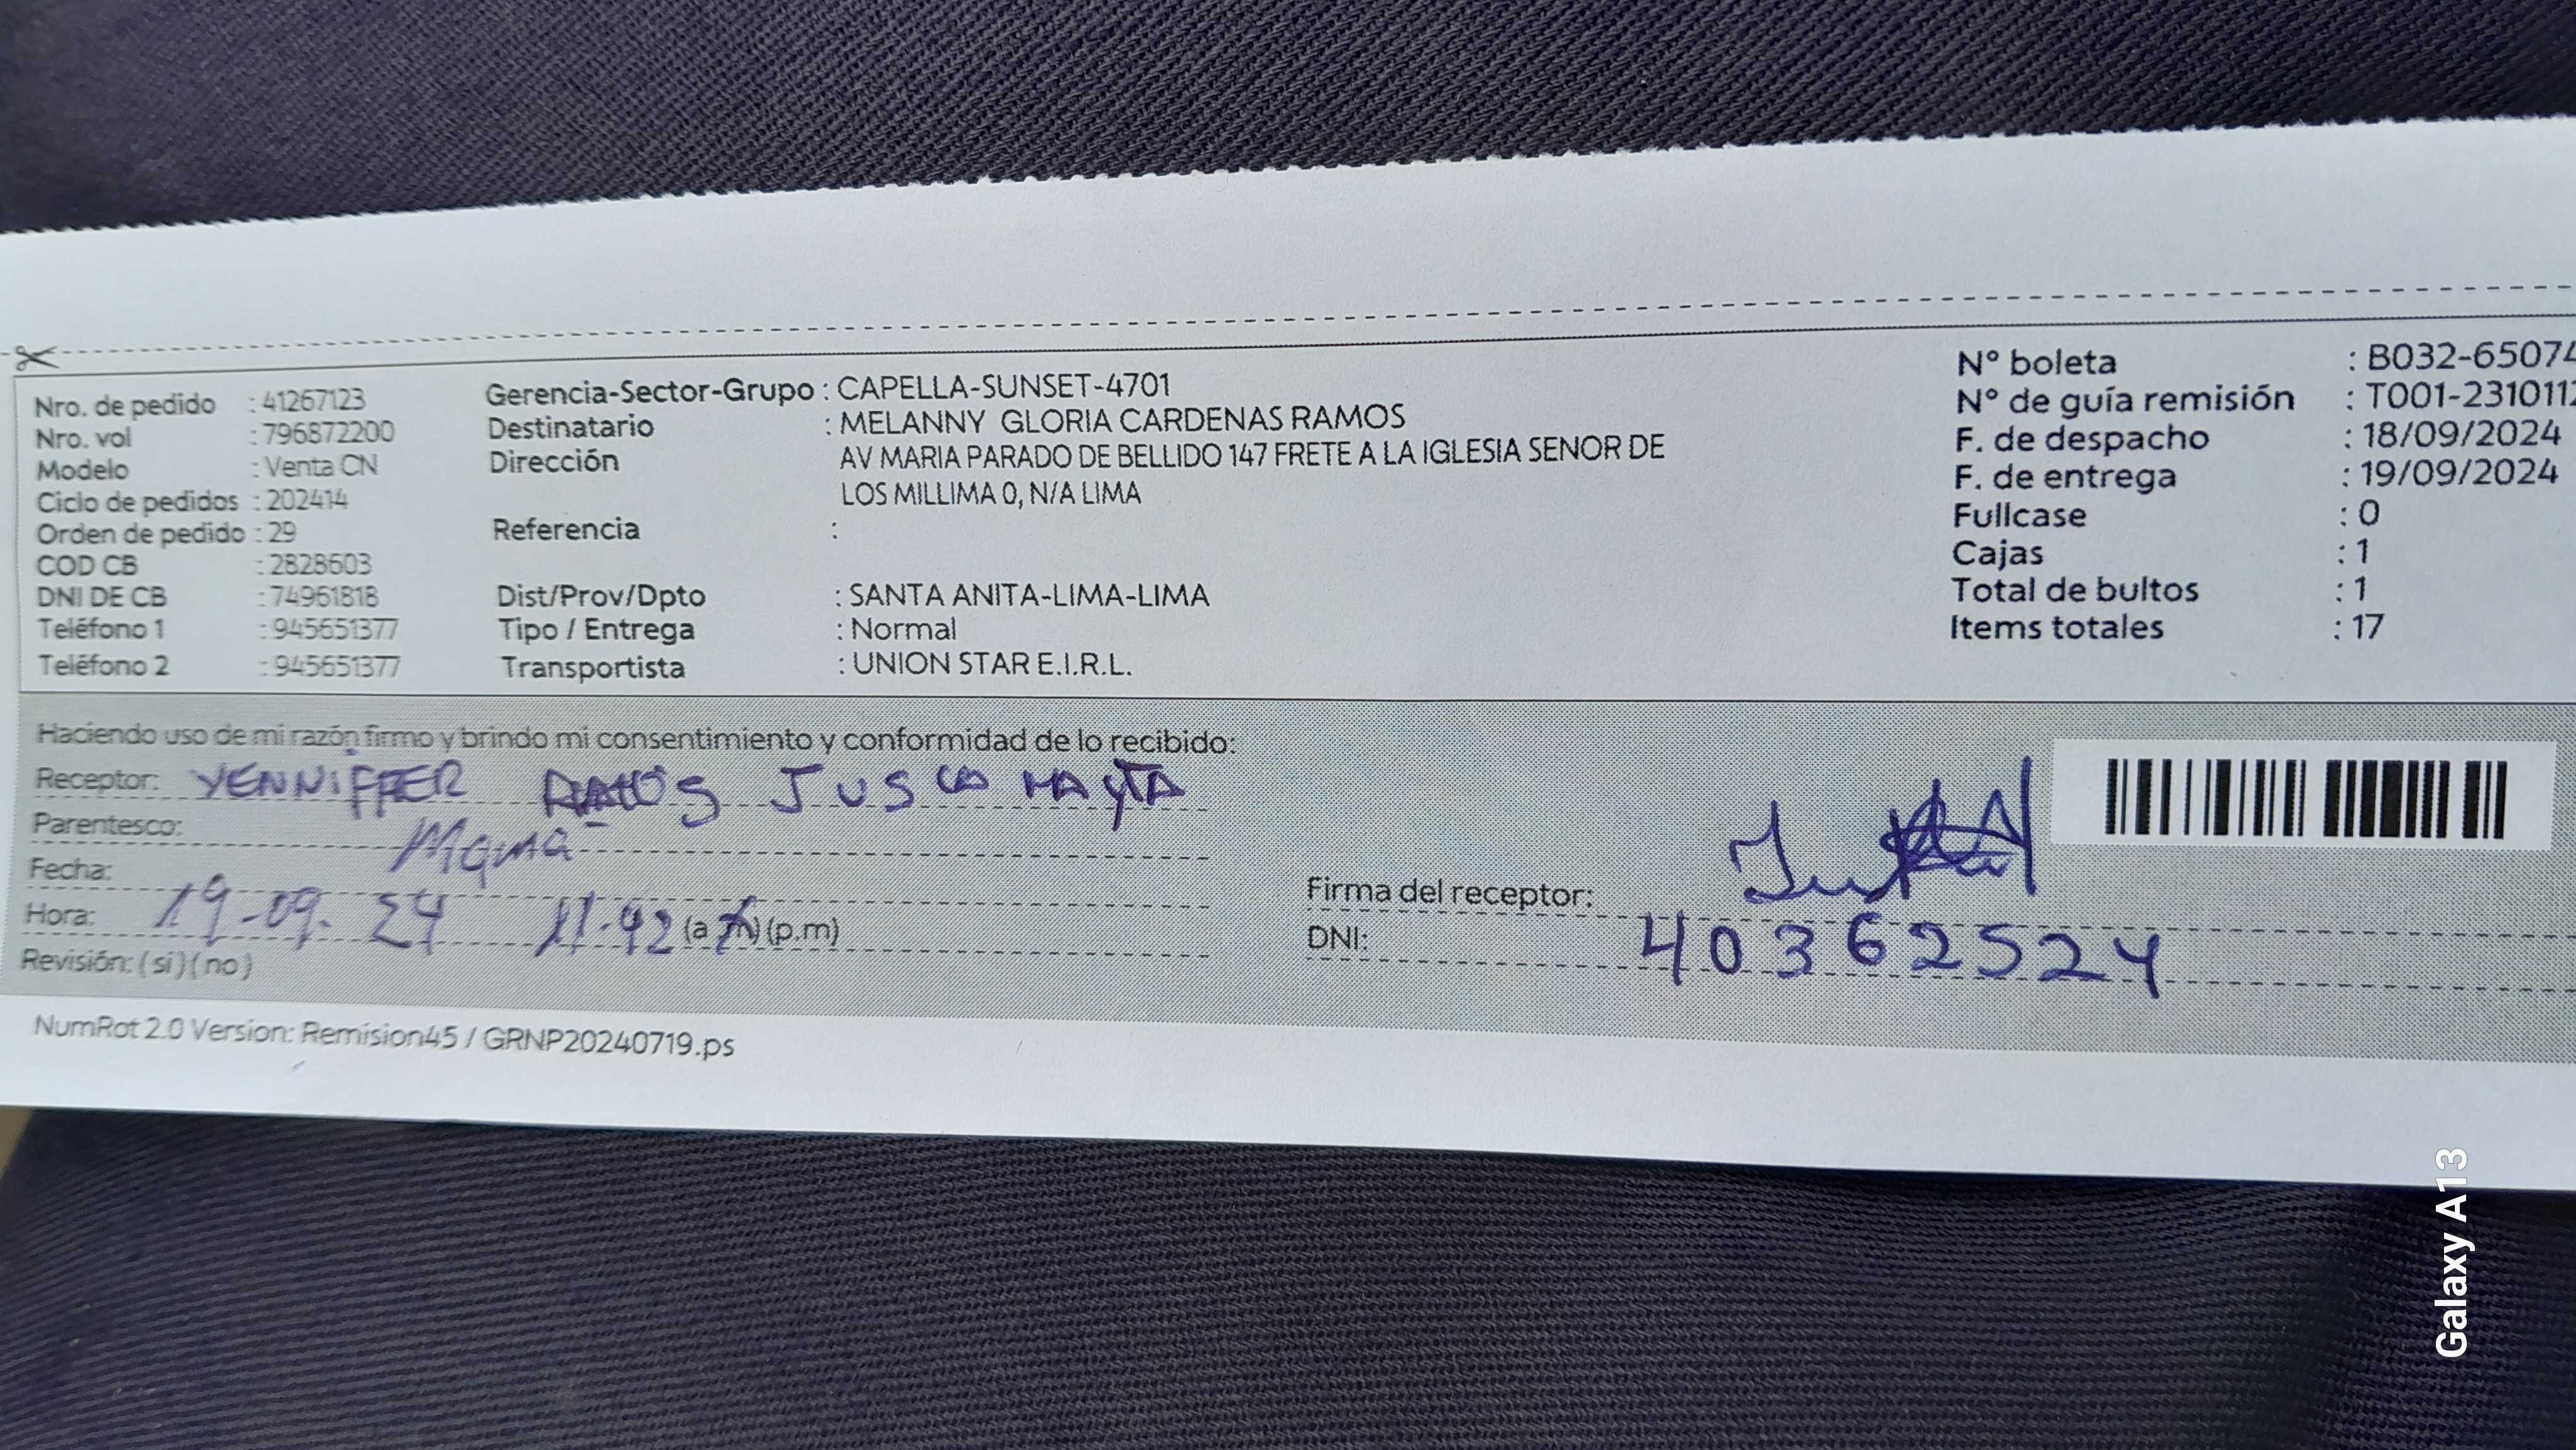 Nro. de pedido : 41267123
Nro. vol : 796872200
Modelo : Venta CN
Ciclo de pedidos : 202414
Orden de pedido : 29
COD CB : 2828603
DNI DE CB : 74961818
Teléfono 1 : 945651377
Teléfono 2 : 945651377
Gerencia-Sector-Grupo : CAPELLA-SUNSET-4701
Destinatario : MELANNY GLORIA CARDENAS RAMOS
Dirección AV MARIA PARADO DE BELLIDO 147 FRETE A LA IGLESIA SENOR DE
LOS MILLIMA 0, N/A LIMA
Referencia :
Dist/Prov/Dpto : SANTA ANITA-LIMA-LIMA
Tipo / Entrega : Normal
Transportista : UNION STAR E.I.R.L.
N° boleta : B032-65074
N° de guía remisión : T001-231011
F. de despacho : 18/09/2024
F. de entrega : 19/09/2024
Fullcase : 0
Cajas : 1
Total de bultos : 1
Items totales : 17
Haciendo uso de mi razón firmo y brindo mi consentimiento y conformidad de lo recibido:
Receptor: YENNIFFER RAMOS JUSCA MAYTA
Parentesco: Mamá
Fecha: 19-09-24
Hora: 11.42 (a.m) (p.m)
Revisión: (si) (no)
Firma del receptor:
DNI: 40362524
NumRot 2.0 Version: Remision45 / GRNP20240719.ps
Galaxy A13